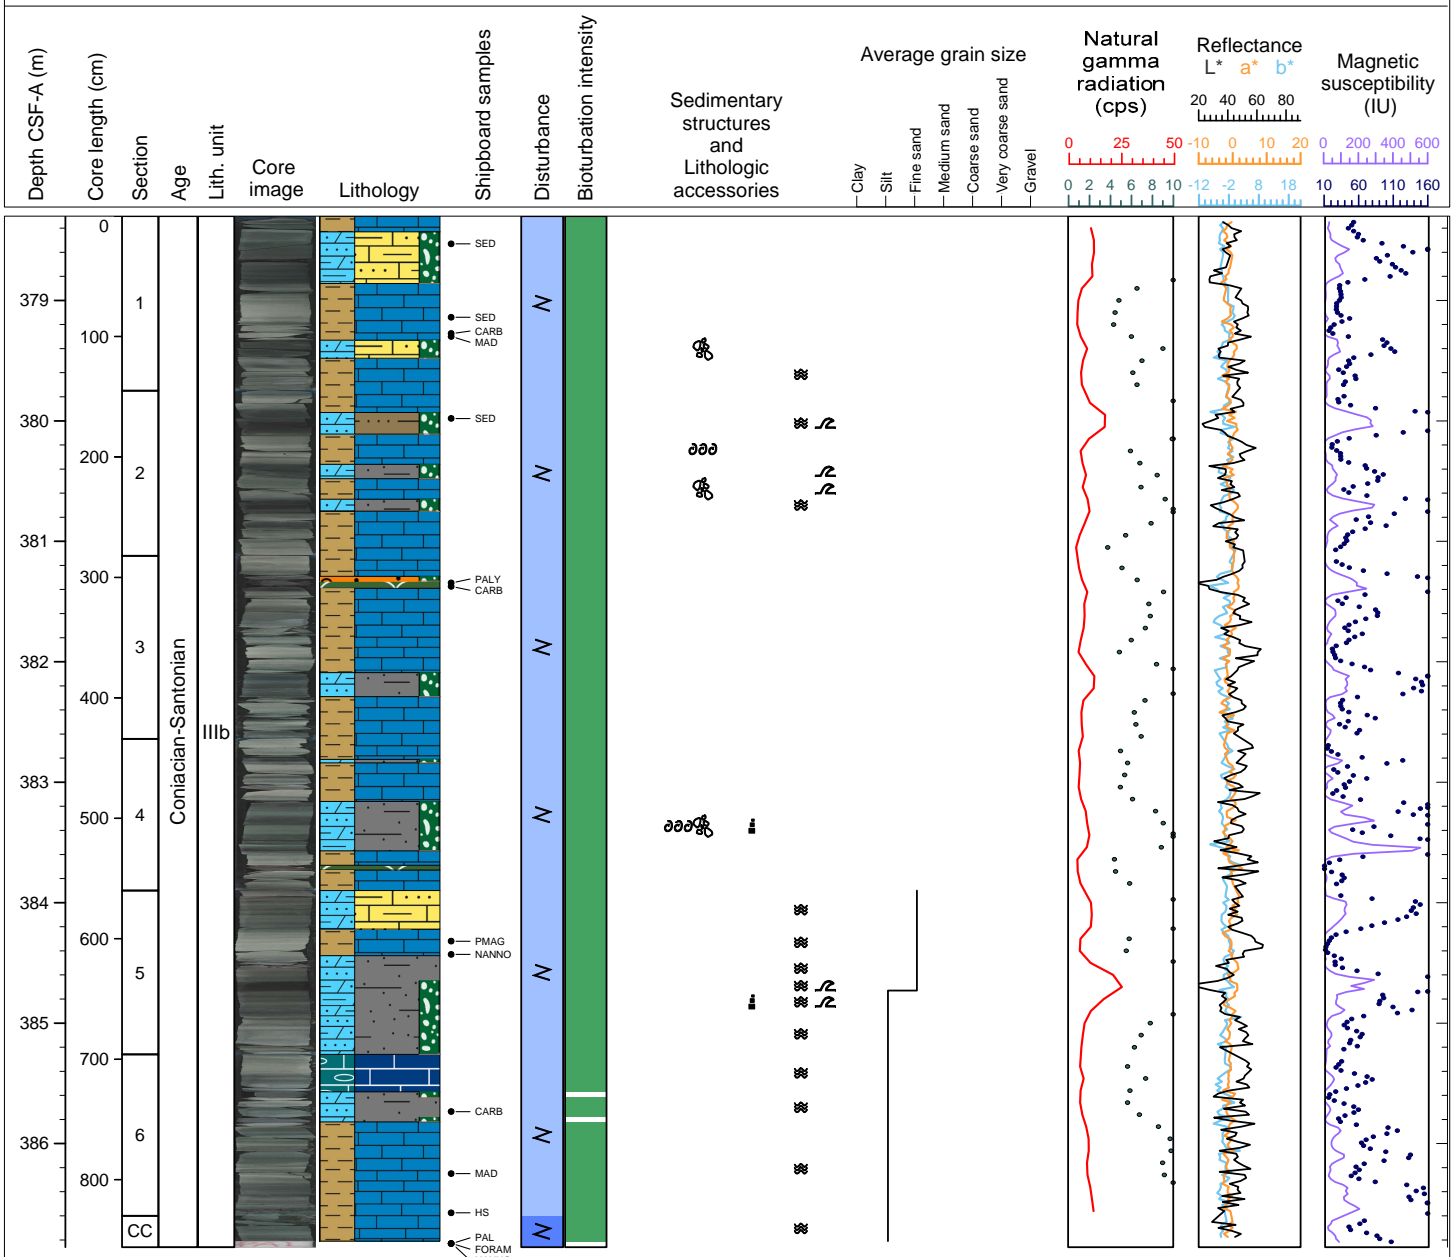 Depth CSF-A (m)
Core length (cm)
Section
Age
Lith. unit
Core
image
Lithology
Shipboard samples
Disturbance
Bioturbation intensity
Sedimentary
structures
and
Lithologic
accessories
Average grain size
Clay
Silt
Fine sand
Medium sand
Coarse sand
Very coarse sand
Gravel
Natural
gamma
radiation
(cps)
0 25 50
0 2 4 6 8 10
Reflectance
L* a* b*
20 40 60 80
-10 0 10 20
-12 -2 8 18
Magnetic
susceptibility
(IU)
0 200 400 600
10 60 110 160
379
380
381
382
383
384
385
386
0
100
200
300
400
500
600
700
800
1
2
3
4
5
6
CC
Coniacian-Santonian
IIIb
SED
SED
CARB
MAD
SED
PALY
CARB
PMAG
NANNO
CARB
MAD
HS
PAL
FORAM